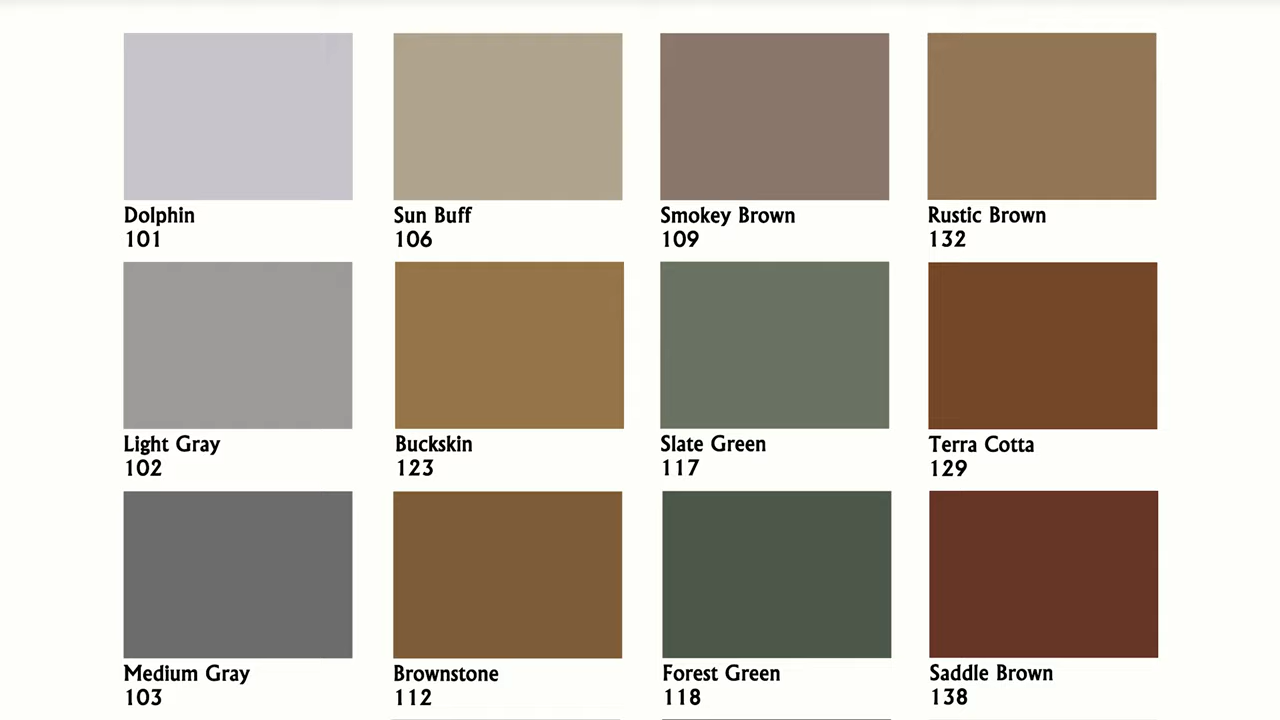 Dolphin
101
Sun Buff
106
Smokey Brown
109
Rustic Brown
132
Light Gray
102
Buckskin
123
Slate Green
117
Terra Cotta
129
Medium Gray
103
Brownstone
112
Forest Green
118
Saddle Brown
138